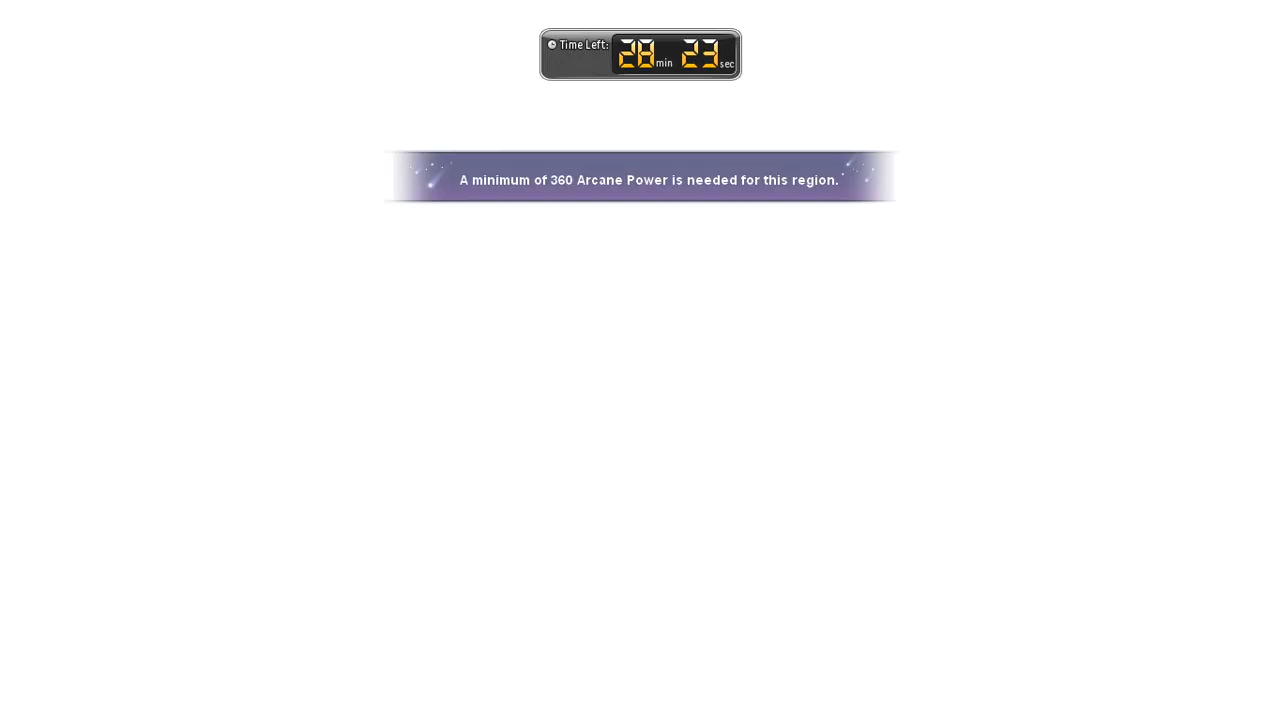 Time Left: 28 min 23 sec
A minimum of 360 Arcane Power is needed for this region.